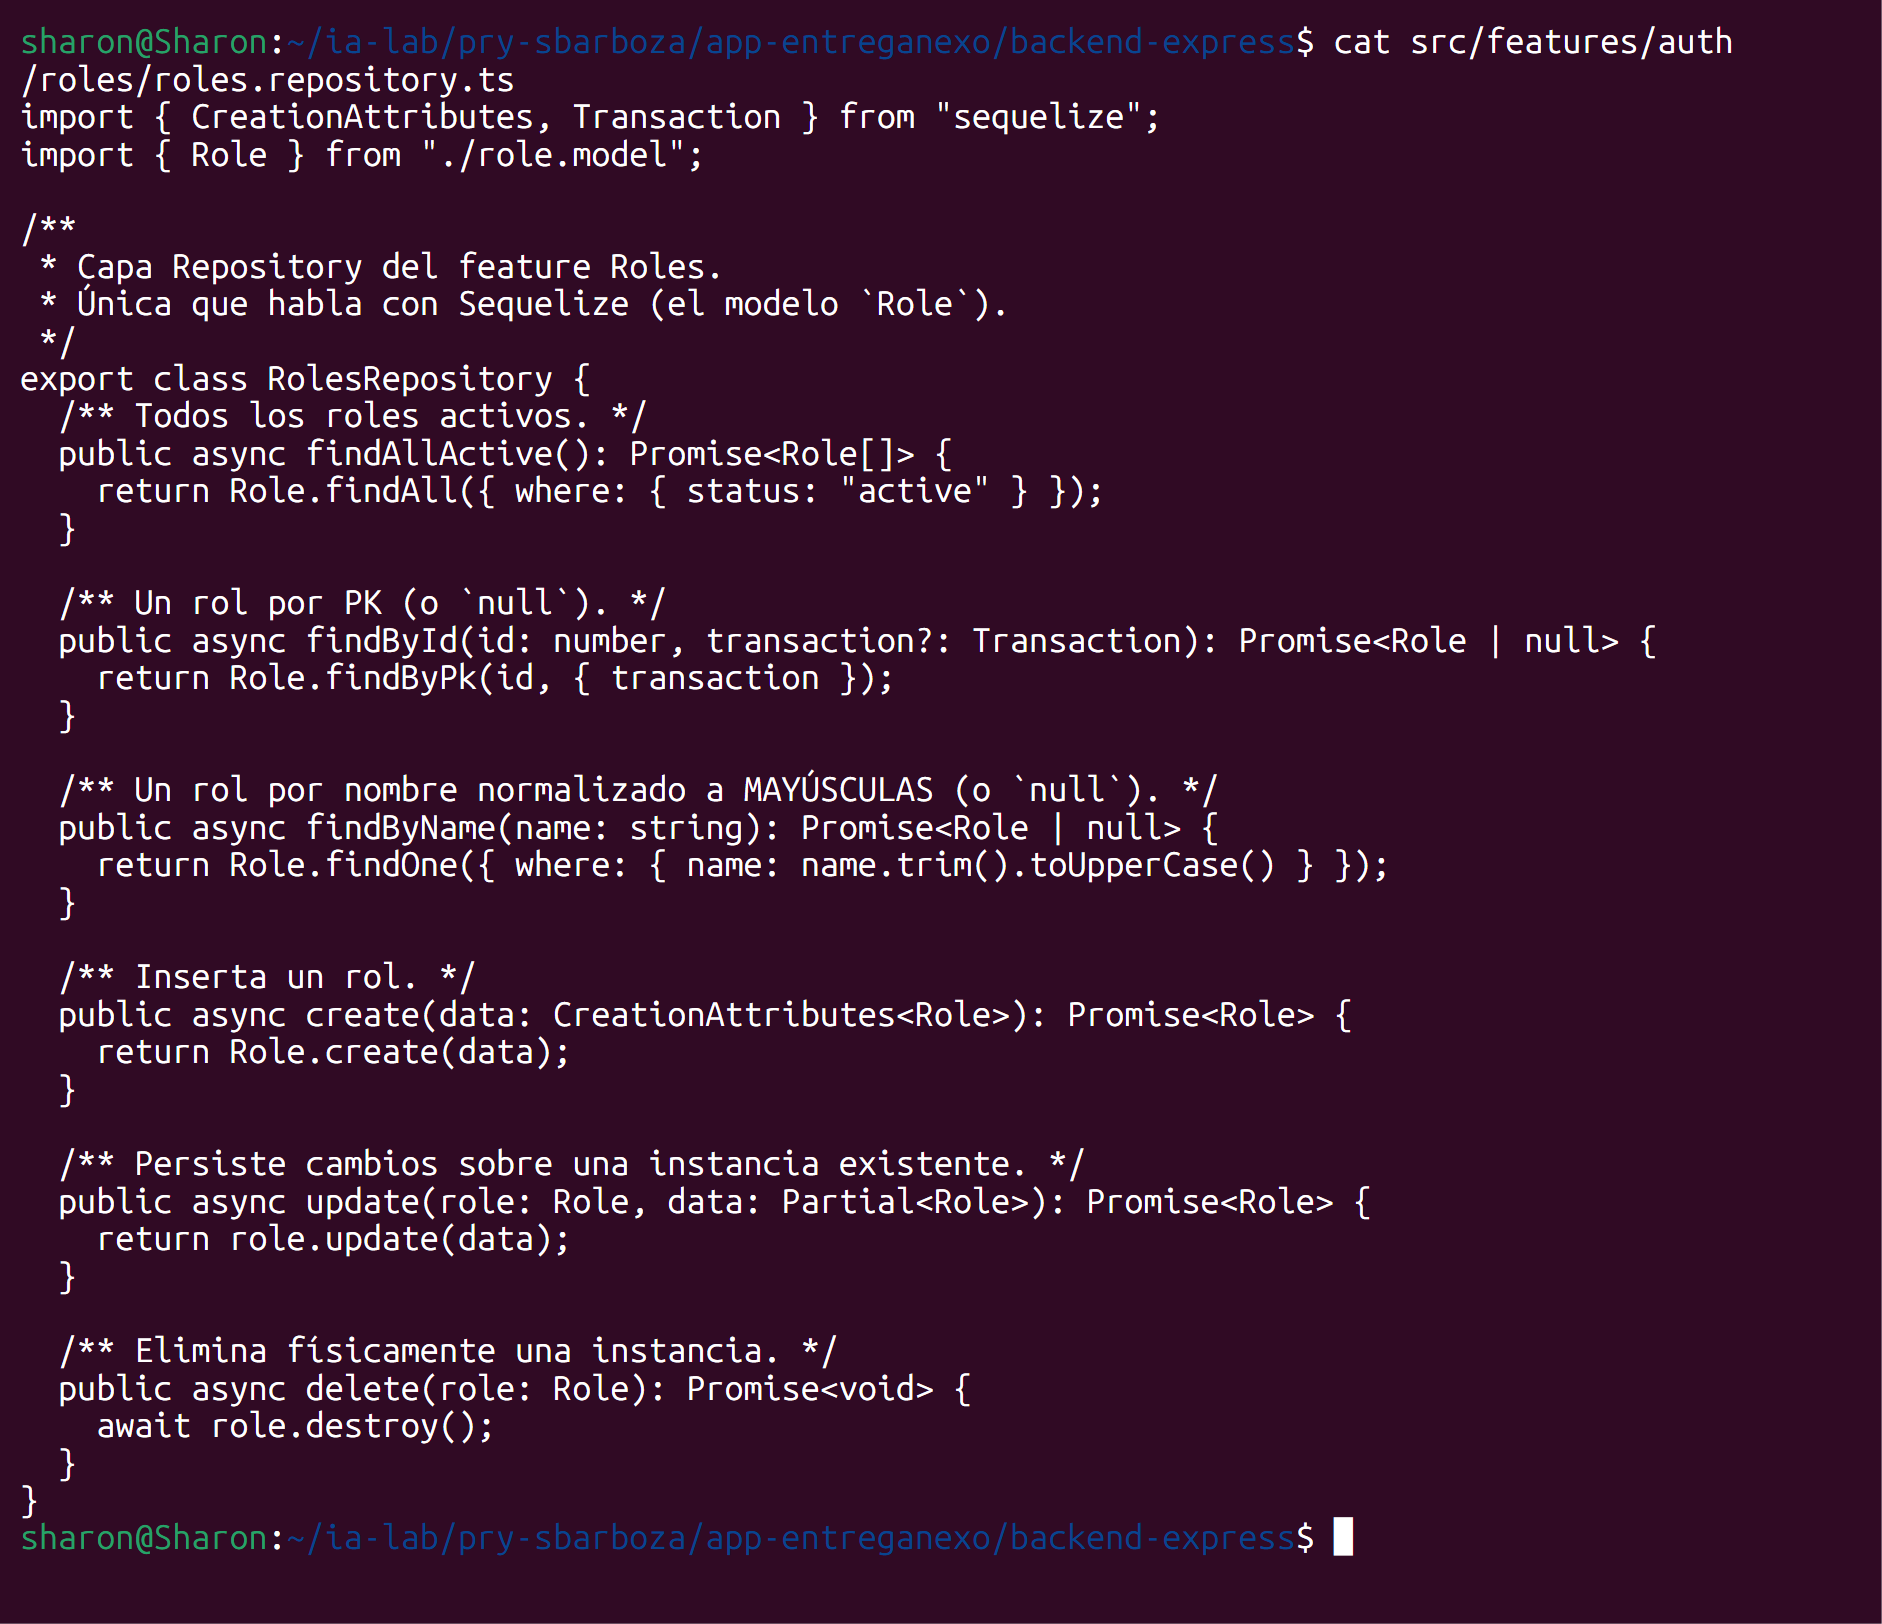 sharon@Sharon:~/ia-lab/pry-sbarboza/app-entreganexo/backend-express$ cat src/features/auth
/roles/roles.repository.ts
import { CreationAttributes, Transaction } from "sequelize";
import { Role } from "./role.model";

/**
 * Capa Repository del feature Roles.
 * Única que habla con Sequelize (el modelo `Role`).
 */
export class RolesRepository {
  /** Todos los roles activos. */
  public async findAllActive(): Promise<Role[]> {
    return Role.findAll({ where: { status: "active" } });
  }

  /** Un rol por PK (o `null`). */
  public async findById(id: number, transaction?: Transaction): Promise<Role | null> {
    return Role.findByPk(id, { transaction });
  }

  /** Un rol por nombre normalizado a MAYÚSCULAS (o `null`). */
  public async findByName(name: string): Promise<Role | null> {
    return Role.findOne({ where: { name: name.trim().toUpperCase() } });
  }

  /** Inserta un rol. */
  public async create(data: CreationAttributes<Role>): Promise<Role> {
    return Role.create(data);
  }

  /** Persiste cambios sobre una instancia existente. */
  public async update(role: Role, data: Partial<Role>): Promise<Role> {
    return role.update(data);
  }

  /** Elimina físicamente una instancia. */
  public async delete(role: Role): Promise<void> {
    await role.destroy();
  }
}
sharon@Sharon:~/ia-lab/pry-sbarboza/app-entreganexo/backend-express$